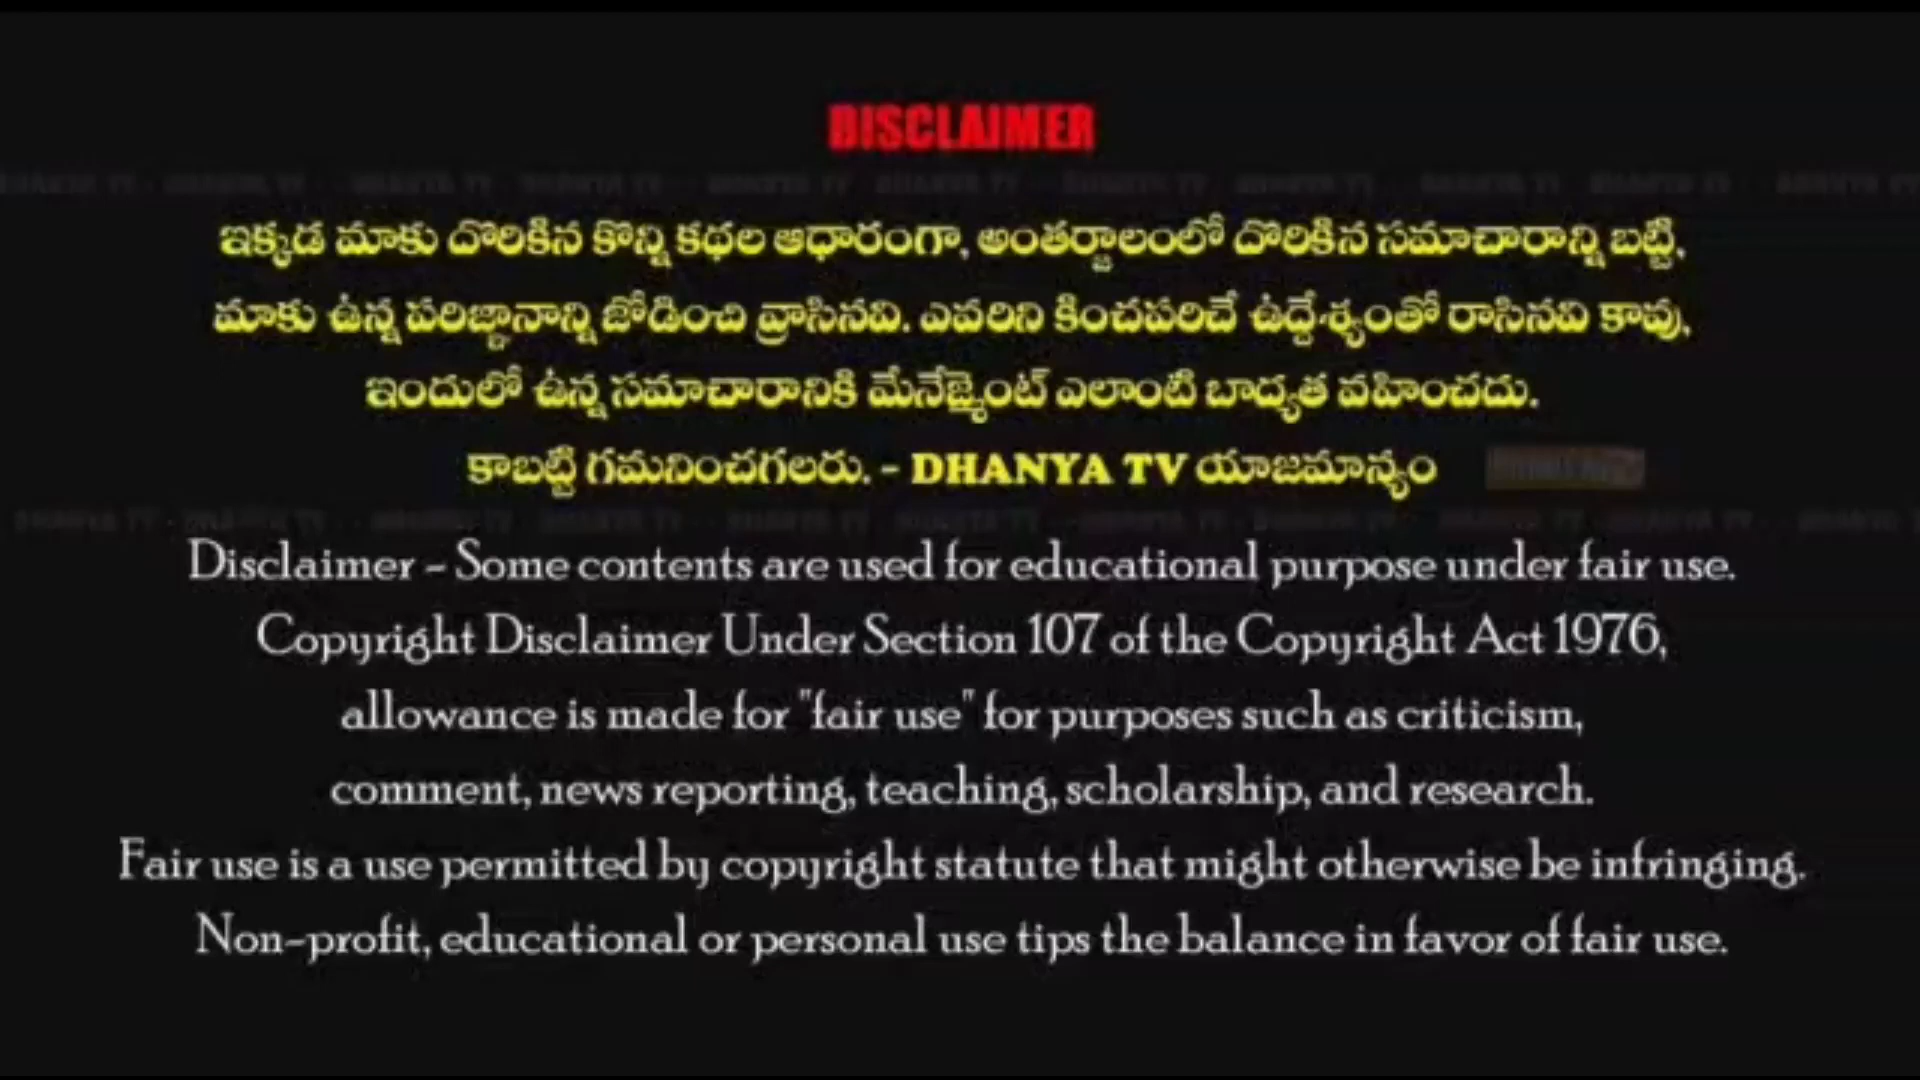 DISCLAIMER
ఇక్కడ మాకు దొరికిన కొన్ని కథల ఆధారంగా, అంతర్జాలంలో దొరికిన సమాచారాన్ని బట్టి,
మాకు ఉన్న పరిజ్ఞానాన్ని జోడించి వ్రాసినవి. ఎవరిని కించపరిచే ఉద్దేశ్యంతో రాసినవి కావు,
ఇందులో ఉన్న సమాచారానికి మేనేజ్మెంట్ ఎలాంటి బాద్యత వహించదు.
కాబట్టి గమనించగలరు. - DHANYA TV యాజమాన్యం
Disclaimer - Some contents are used for educational purpose under fair use.
Copyright Disclaimer Under Section 107 of the Copyright Act 1976,
allowance is made for "fair use" for purposes such as criticism,
comment, news reporting, teaching, scholarship, and research.
Fair use is a use permitted by copyright statute that might otherwise be infringing.
Non-profit, educational or personal use tips the balance in favor of fair use.